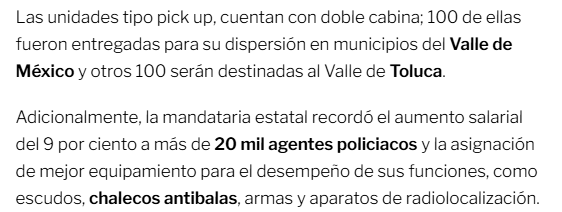 Las unidades tipo pick up, cuentan con doble cabina; 100 de ellas
fueron entregadas para su dispersión en municipios del Valle de
México y otros 100 serán destinadas al Valle de Toluca.
Adicionalmente, la mandataria estatal recordó el aumento salarial
del 9 por ciento a más de 20 mil agentes policiacos y la asignación
de mejor equipamiento para el desempeño de sus funciones, como
escudos, chalecos antibalas, armas y aparatos de radiolocalización.